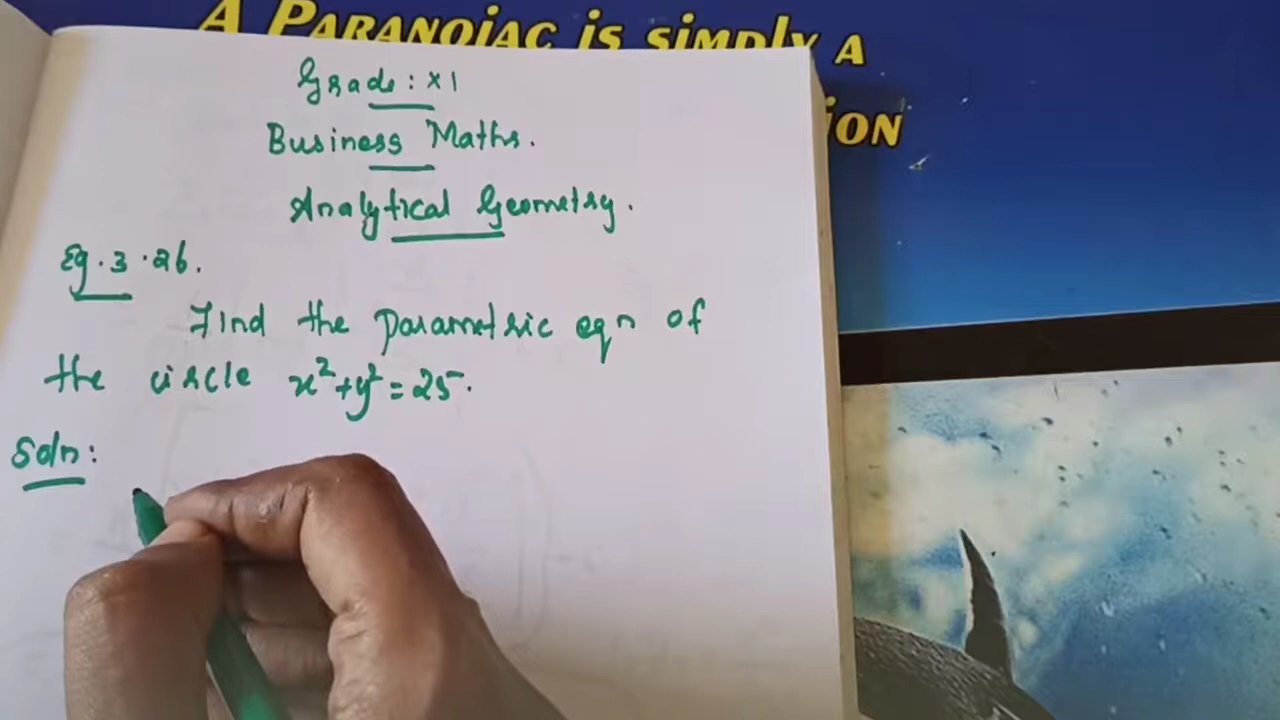 A PARANOiAC iS SiMPLY A
iON
Grade: XI
Business Maths.
Analytical Geometry.
Eg. 3.26.
Find the parametric eqn of
the circle x²+y²=25.
Soln: